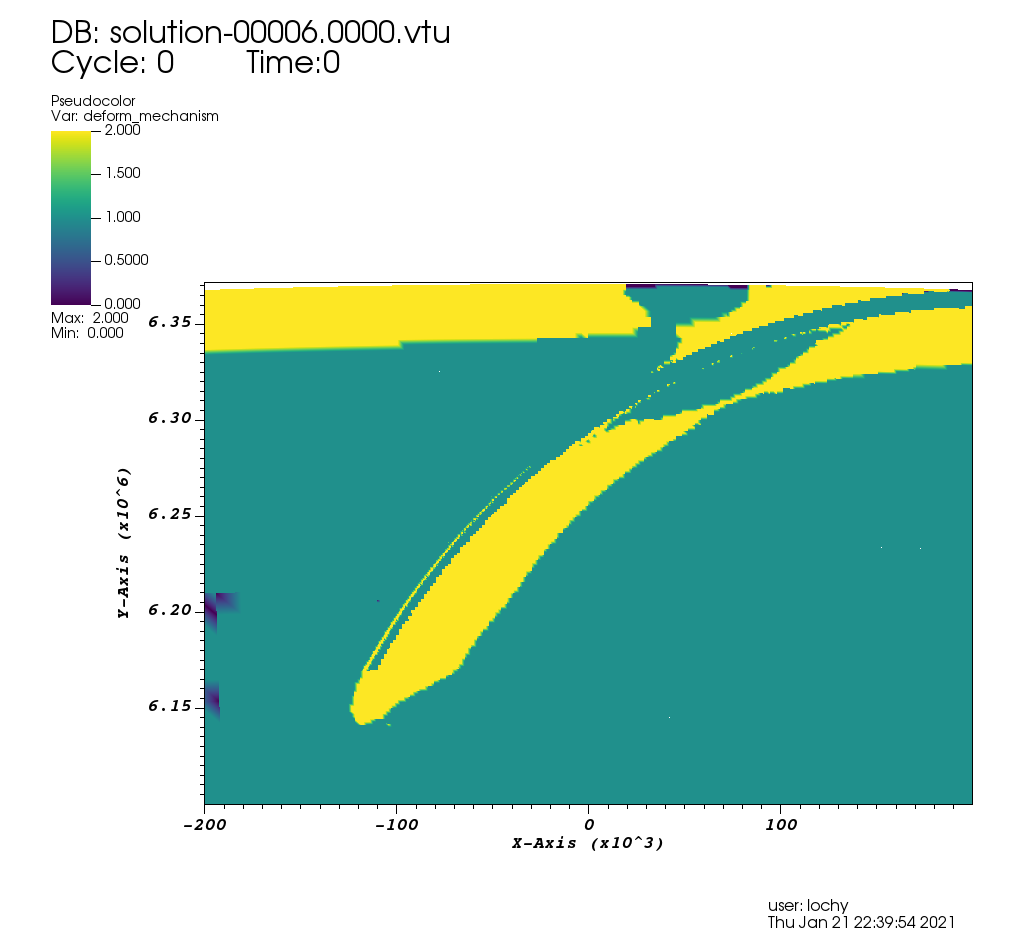 DB: solution-00006.0000.vtu
Cycle: 0 Time:0
Pseudocolor
Var: deform_mechanism
2.000
1.500
1.000
0.5000
0.000
Max: 2.000
Min: 0.000
6.35
6.30
6.25
6.20
6.15
Y-Axis (x10^6)
-200 -100 0 100
X-Axis (x10^3)
user: lochy
Thu Jan 21 22:39:54 2021